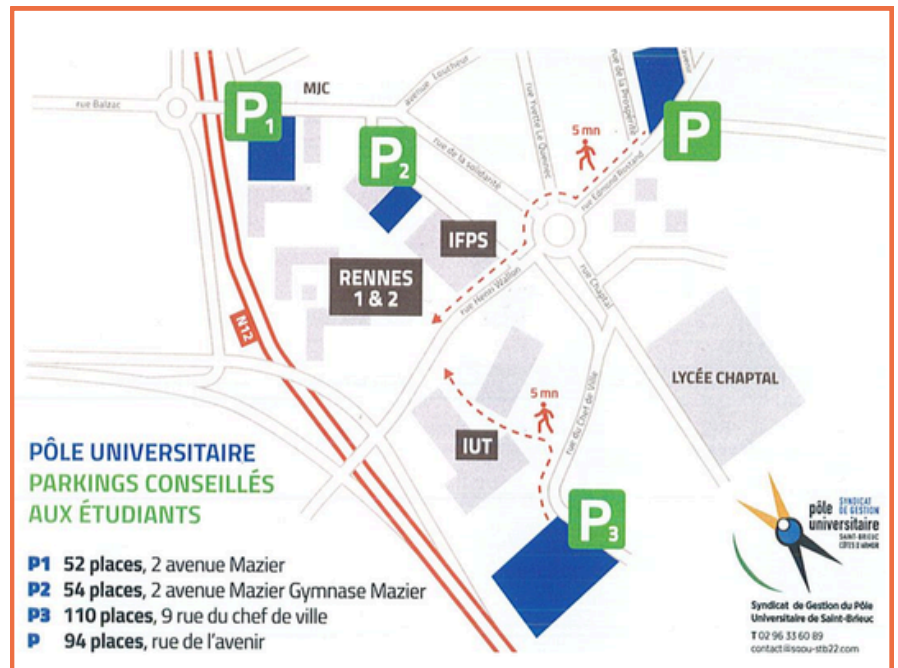 MJC
rue Balzac
P1
avenue Loucheur
P2
rue de la solidarité
rue Yvette Le Quenec
rue de la Prospérité
avenir
P
5 mn
rue Edmond Rostand
IFPS
RENNES
1 & 2
rue Henri Wallon
rue Chaptal
N12
LYCÉE CHAPTAL
5 mn
rue du Chef de Ville
IUT
P3
PÔLE UNIVERSITAIRE
PARKINGS CONSEILLÉS
AUX ÉTUDIANTS
P1 52 places, 2 avenue Mazier
P2 54 places, 2 avenue Mazier Gymnase Mazier
P3 110 places, 9 rue du chef de ville
P 94 places, rue de l'avenir
pôle
universitaire
SYNDICAT
DE GESTION
SAINT-BRIEUC
CÔTES D'ARMOR
Syndicat de Gestion du Pôle
Universitaire de Saint-Brieuc
T 02 96 33 60 89